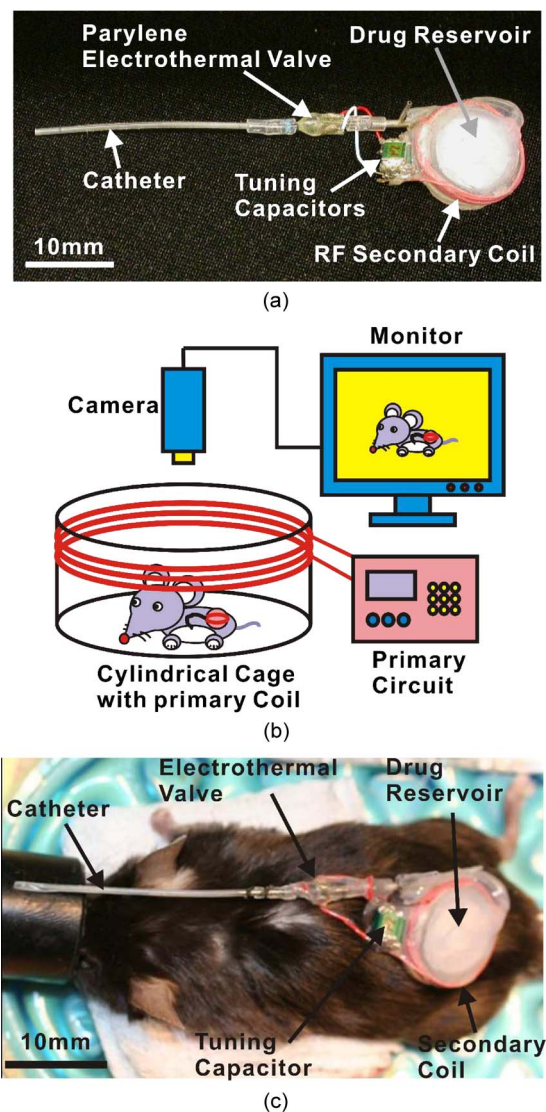 Parylene
Electrothermal Valve
Drug Reservoir
Catheter
Tuning
Capacitors
RF Secondary Coil
10mm
(a)
Monitor
Camera
Cylindrical Cage
with primary Coil
Primary
Circuit
(b)
Electrothermal
Valve
Drug
Reservoir
Catheter
Tuning
Capacitor
Secondary
Coil
10mm
(c)